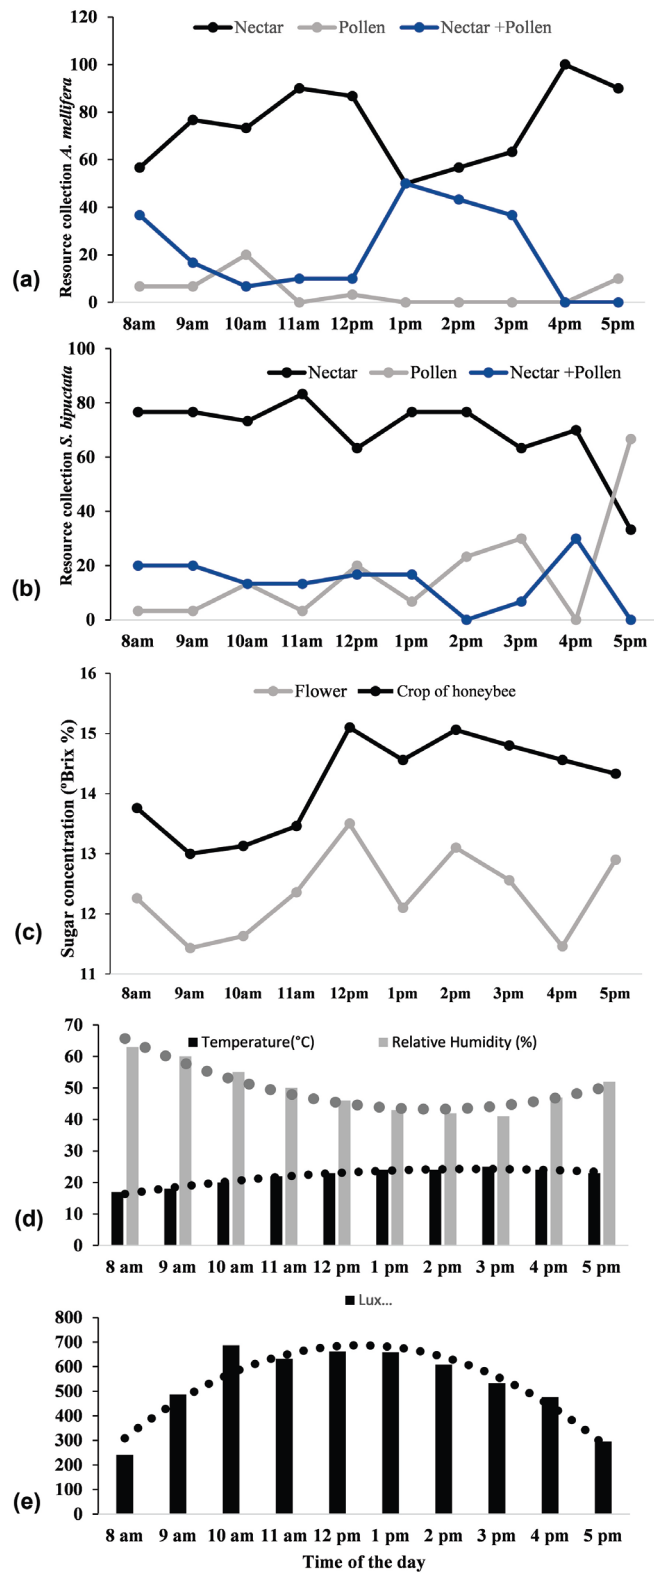 120
Nectar Pollen Nectar +Pollen
100
80
60
40
20
0
Resource collection A. mellifera
(a)
8am 9am 10am 11am 12pm 1pm 2pm 3pm 4pm 5pm
100
Nectar Pollen Nectar +Pollen
80
60
40
20
0
Resource collection S. bipuctata
(b)
8am 9am 10am 11am 12pm 1pm 2pm 3pm 4pm 5pm
16
Flower Crop of honeybee
15
14
13
12
11
Sugar concentration (ºBrix %)
(c)
8am 9am 10am 11am 12pm 1pm 2pm 3pm 4pm 5pm
70
Temperature(°C) Relative Humidity (%)
60
50
40
30
20
10
0
(d)
8 am 9 am 10 am 11 am 12 pm 1 pm 2 pm 3 pm 4 pm 5 pm
Lux...
800
700
600
500
400
300
200
100
0
(e)
8 am 9 am 10 am 11 am 12 pm 1 pm 2 pm 3 pm 4 pm 5 pm
Time of the day